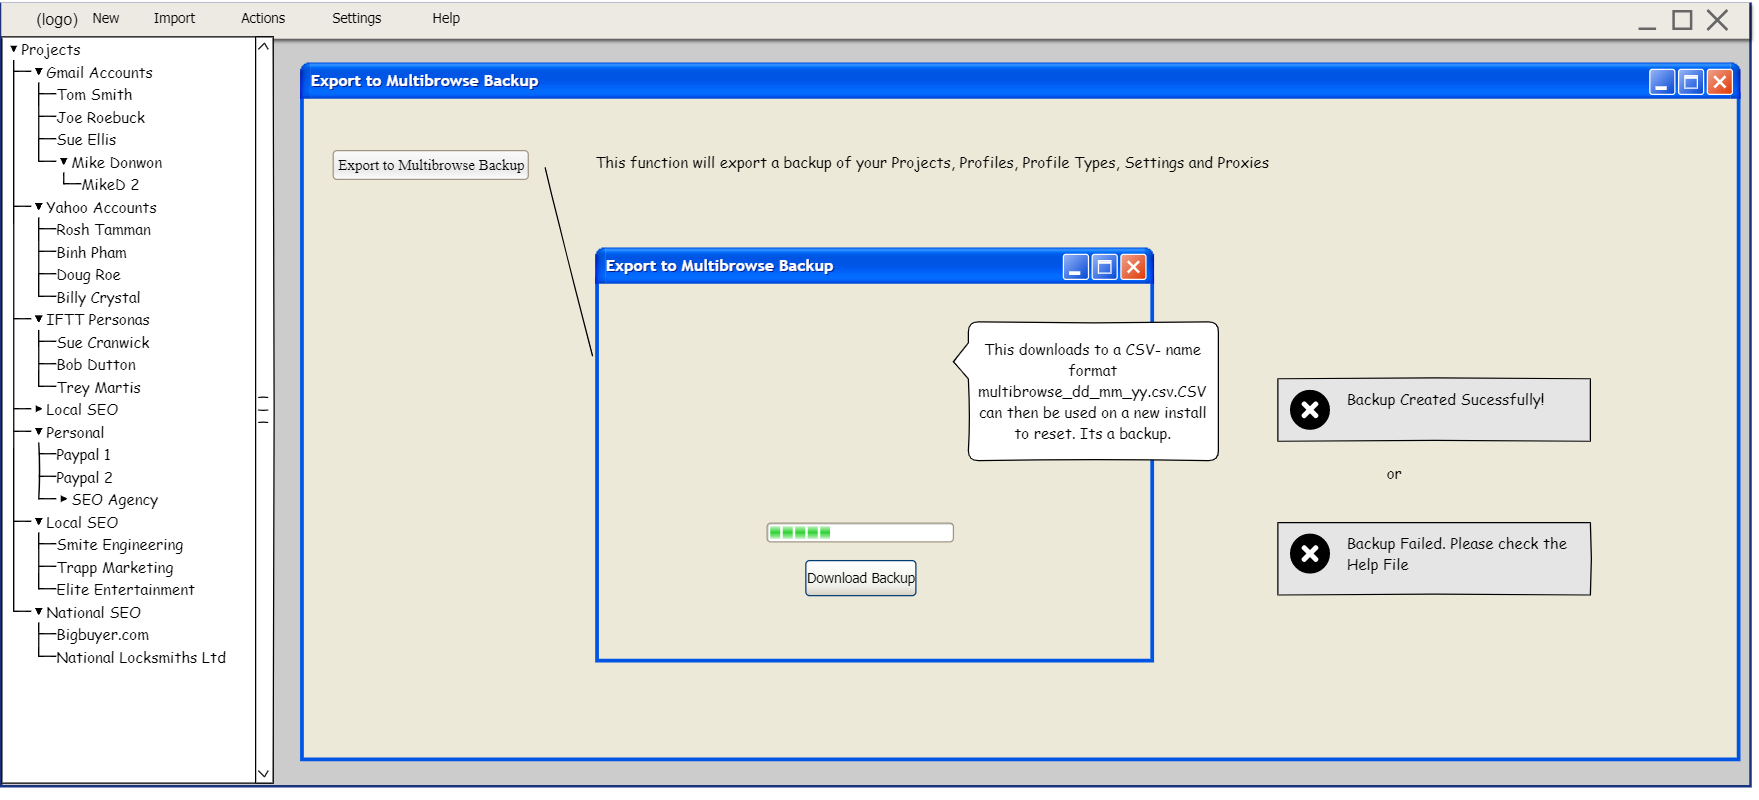 (logo) New Import Actions Settings Help
Projects
Gmail Accounts
Tom Smith
Joe Roebuck
Sue Ellis
Mike Donwon
MikeD 2
Yahoo Accounts
Rosh Tamman
Binh Pham
Doug Roe
Billy Crystal
IFTT Personas
Sue Cranwick
Bob Dutton
Trey Martis
Local SEO
Personal
Paypal 1
Paypal 2
SEO Agency
Local SEO
Smite Engineering
Trapp Marketing
Elite Entertainment
National SEO
Bigbuyer.com
National Locksmiths Ltd
Export to Multibrowse Backup
Export to Multibrowse Backup
This function will export a backup of your Projects, Profiles, Profile Types, Settings and Proxies
Export to Multibrowse Backup
This downloads to a CSV- name
format
multibrowse_dd_mm_yy.csv.CSV
can then be used on a new install
to reset. Its a backup.
Download Backup
Backup Created Sucessfully!
or
Backup Failed. Please check the
Help File